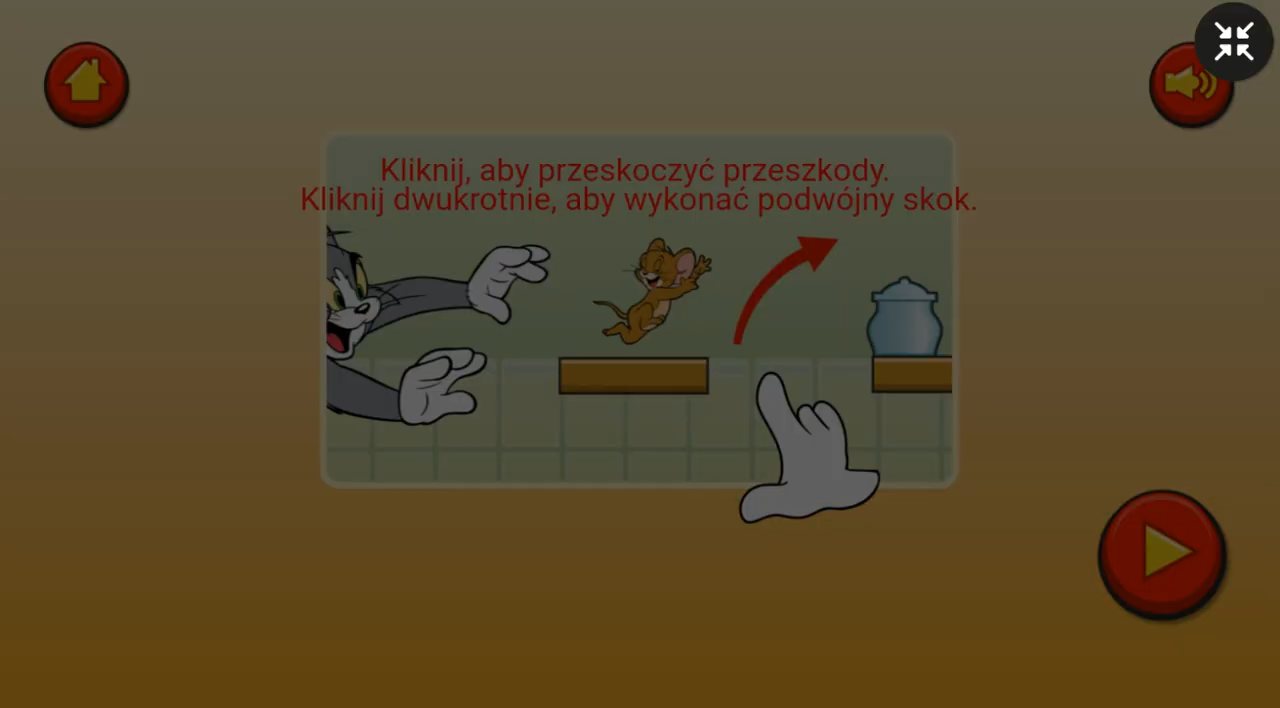 Kliknij, aby przeskoczyć przeszkody.
Kliknij dwukrotnie, aby wykonać podwójny skok.